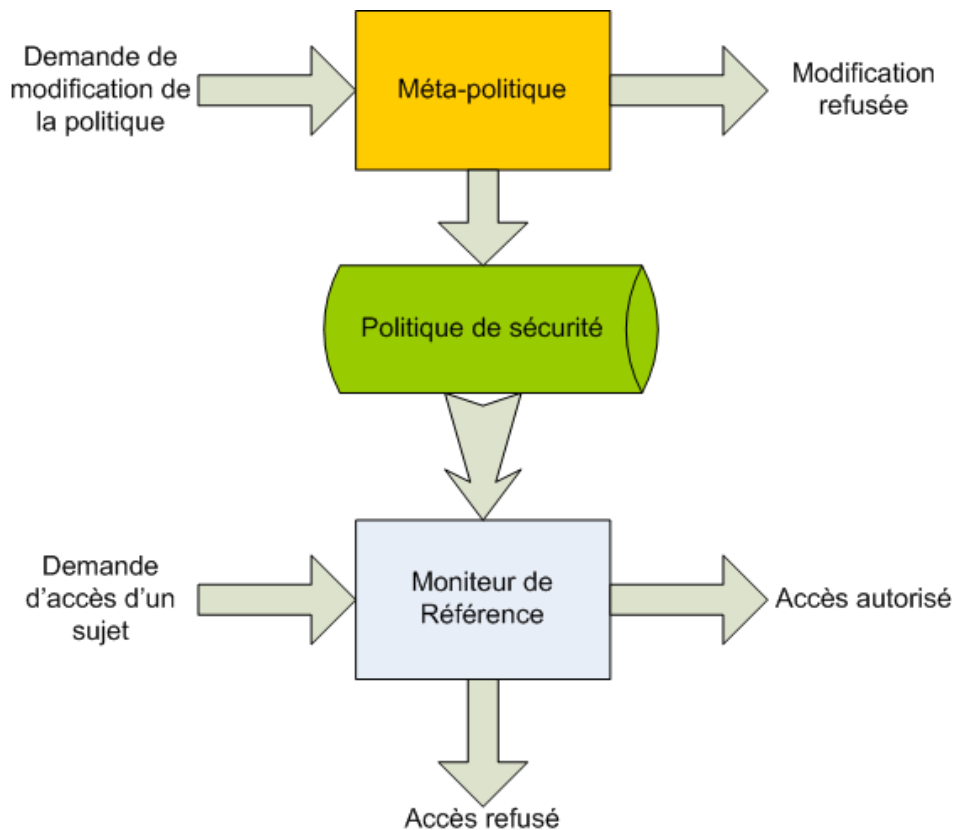 Demande de
modification de
la politique
Méta-politique
Modification
refusée
Politique de sécurité
Demande
d'accès d'un
sujet
Moniteur de
Référence
Accès autorisé
Accès refusé